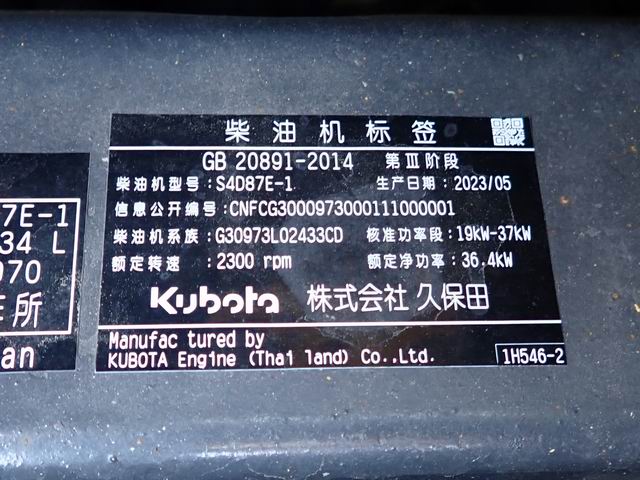 柴油机标签
GB 20891-2014 第Ⅲ阶段
柴油机型号:S4D87E-1 生产日期:2023/05
信息公开编号:CNFCG3000973000111000001
柴油机系族:G30973L02433CD 核准功率段:19KW-37KW
额定转速:2300 rpm 额定净功率:36.4kW
Kubota 株式会社 久保田
Manufac tured by
KUBOTA Engine (Thai land) Co.,Ltd.
1H546-2
7E-1
34 L
970
所
an